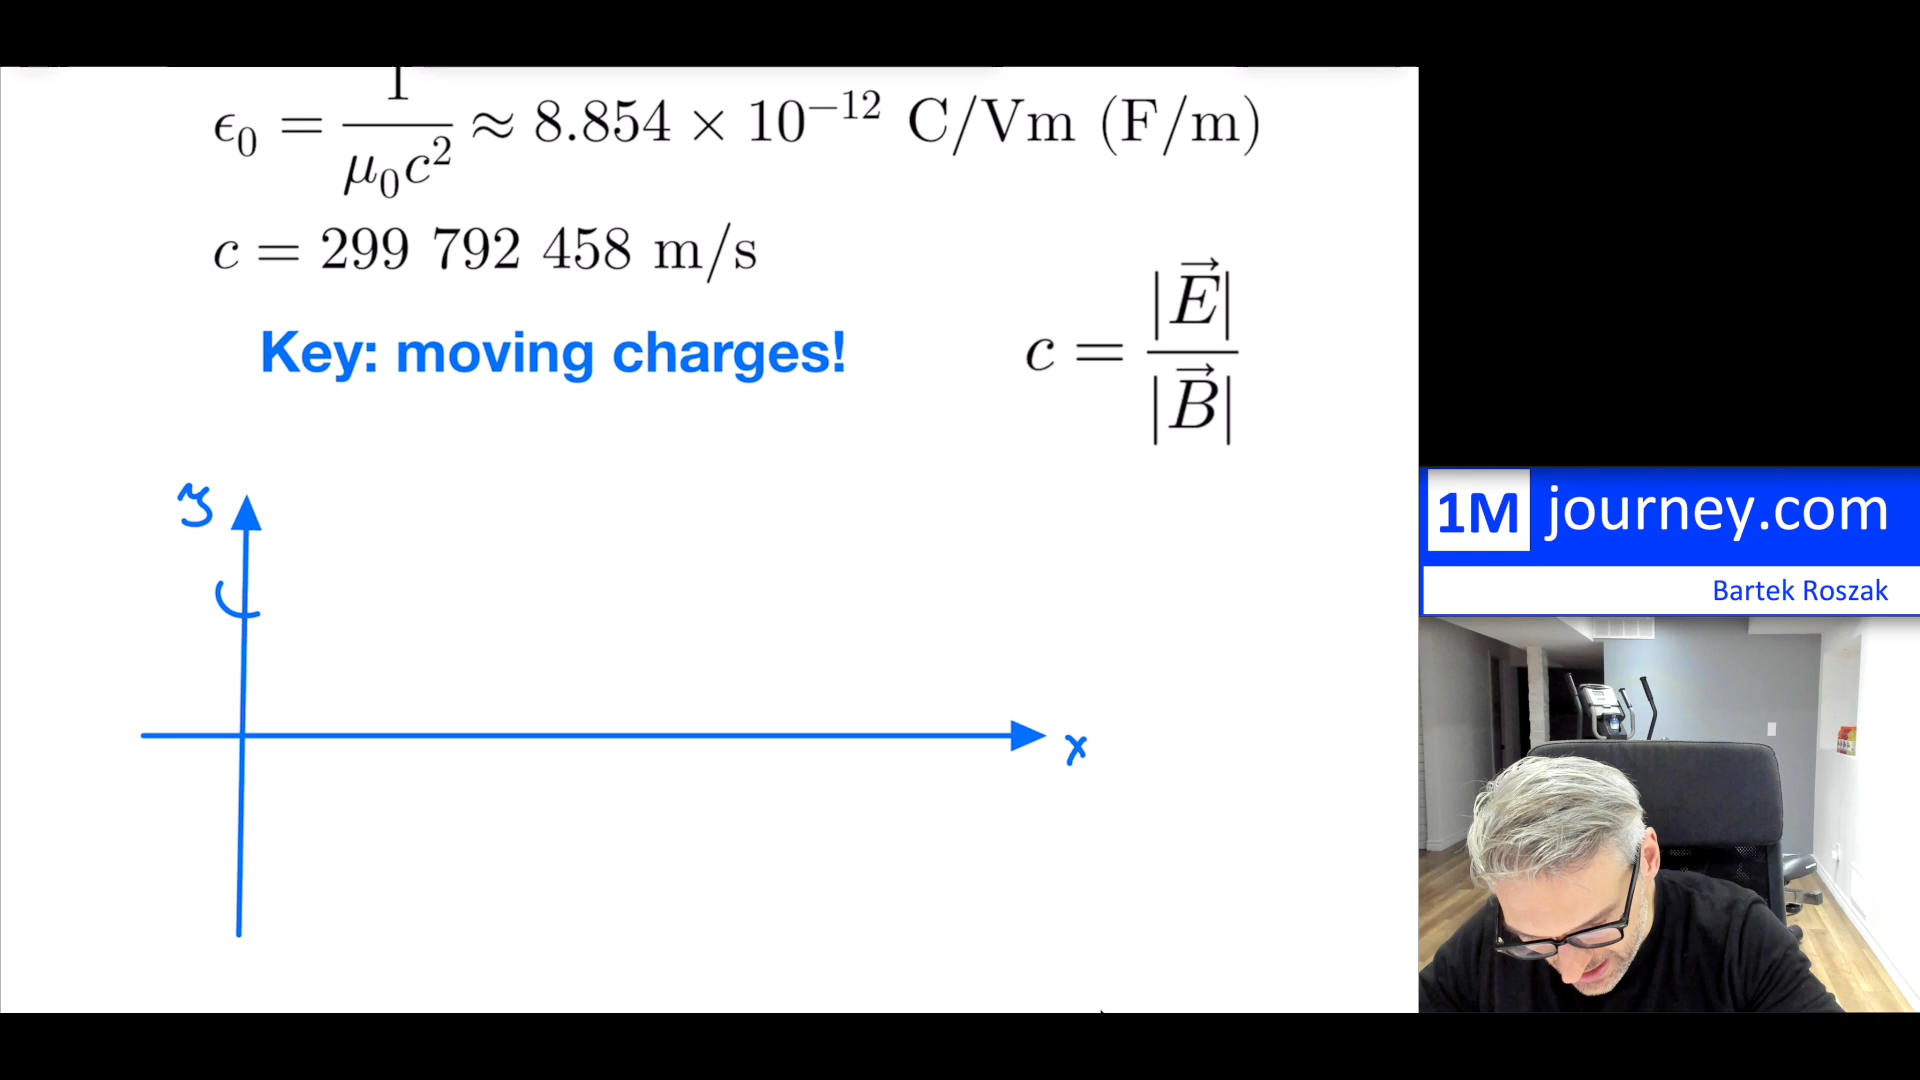 ϵ₀ = 1/μ₀c² ≈ 8.854 × 10⁻¹² C/Vm (F/m)
c = 299 792 458 m/s
Key: moving charges!
c = |E⃗|/|B⃗|
y
x
1M journey.com
Bartek Roszak